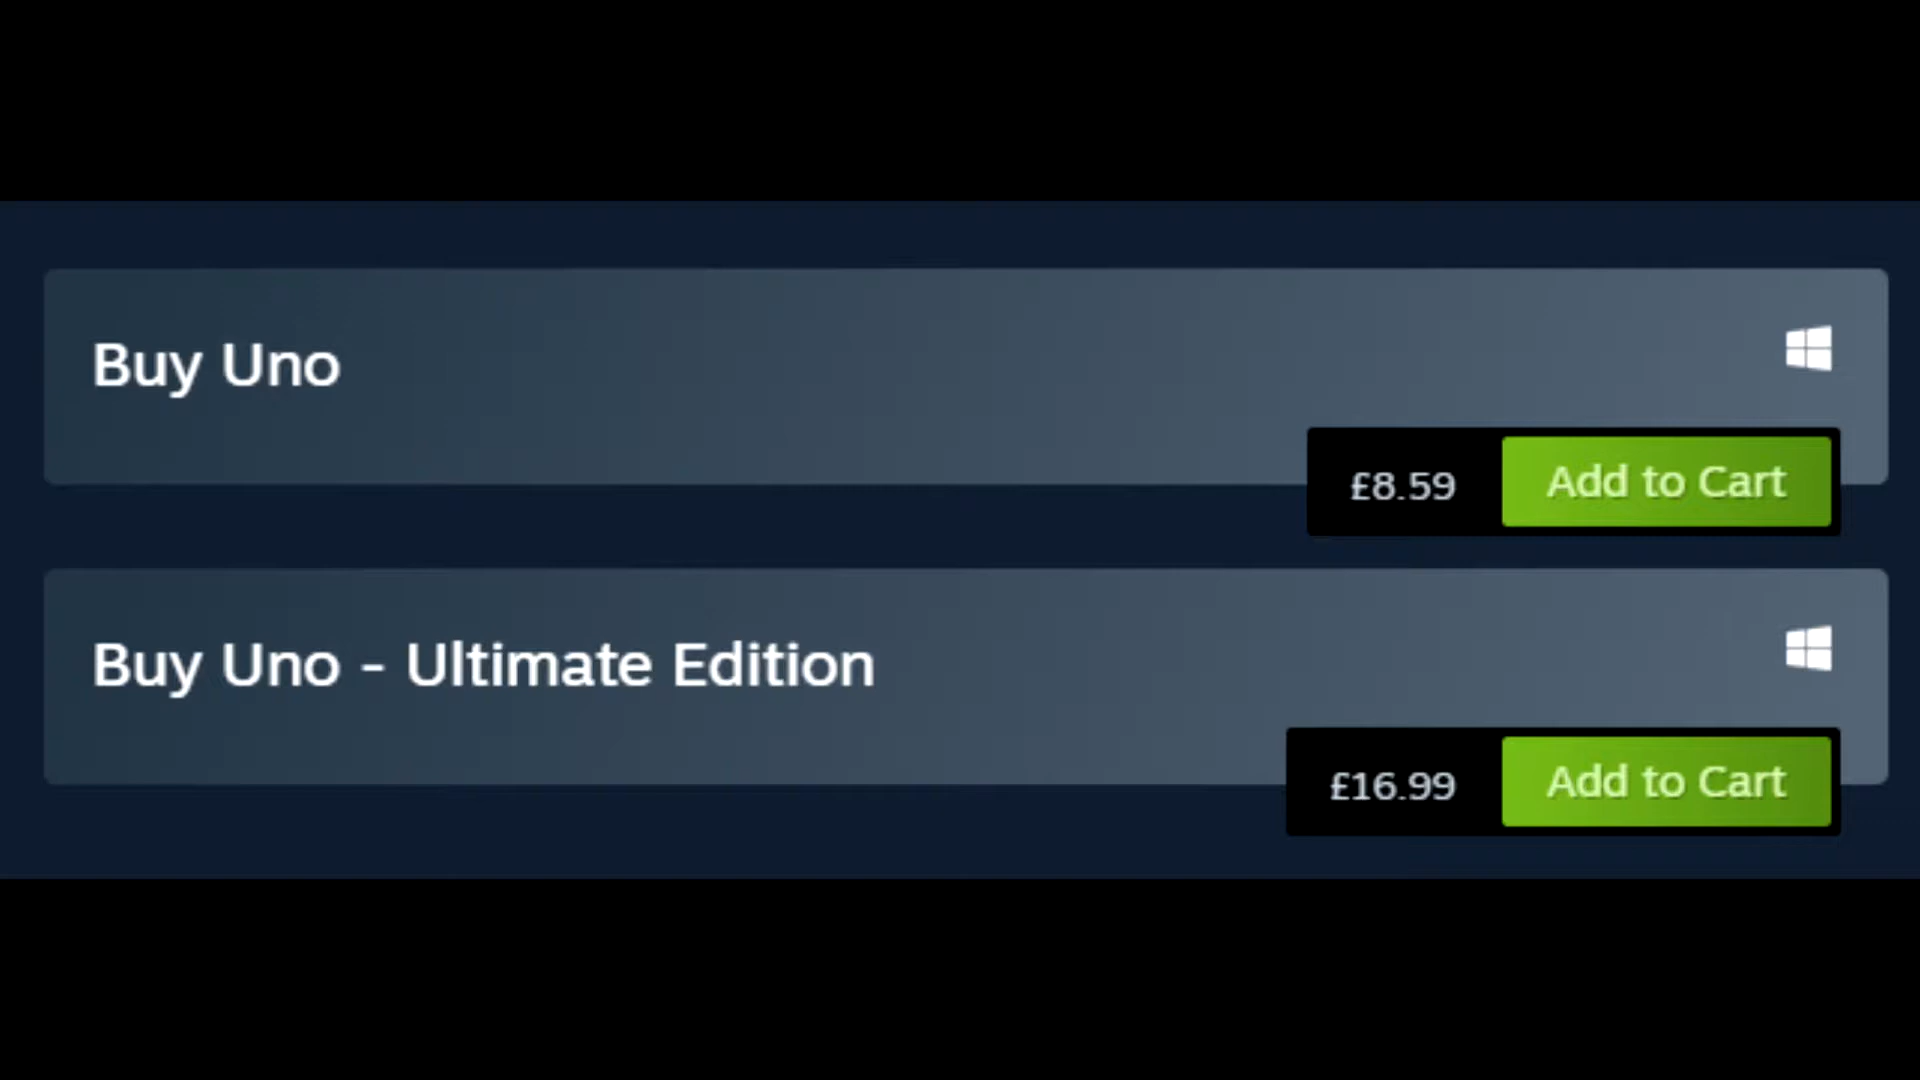 Buy Uno
£8.59
Add to Cart
Buy Uno - Ultimate Edition
£16.99
Add to Cart